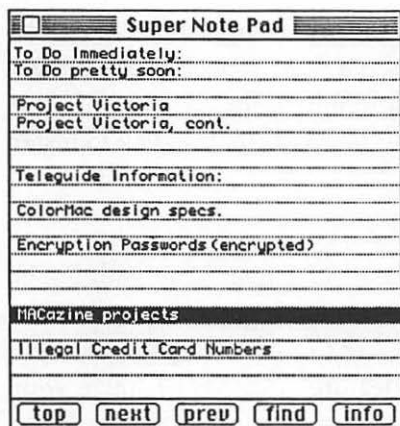 Super Note Pad
To Do Immediately:
To Do pretty soon:
Project Victoria
Project Victoria, cont.
Teleguide Information:
ColorMac design specs.
Encryption Passwords(encrypted)
MACazine projects
Illegal Credit Card Numbers
top next prev find info